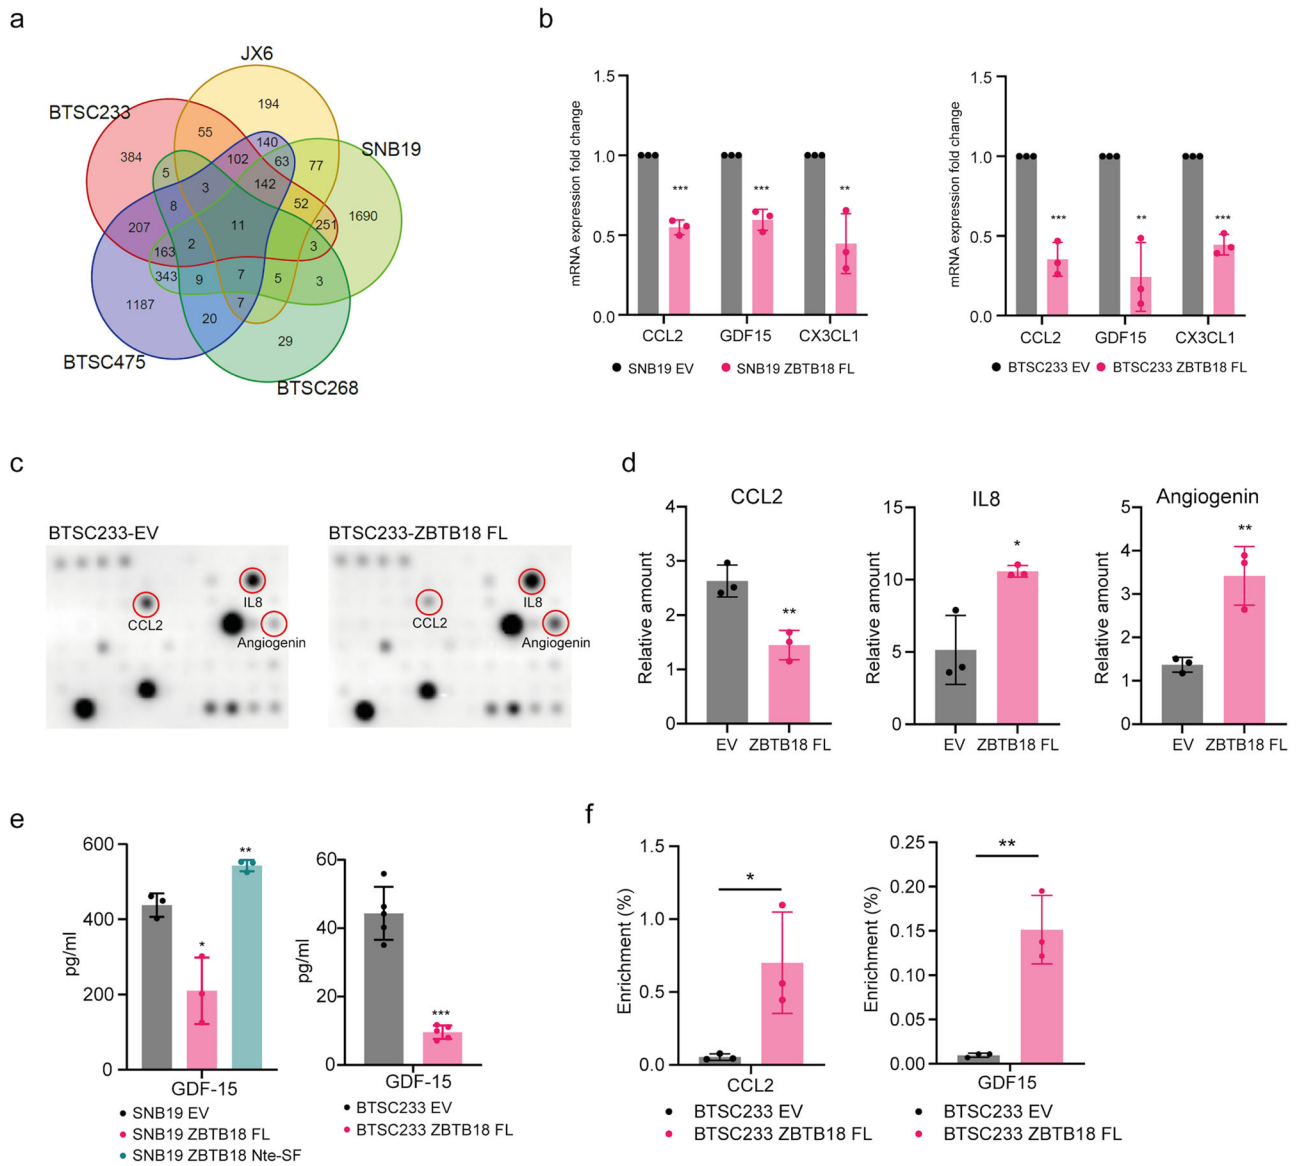 a
JX6
BTSC233
SNB19
BTSC475
BTSC268
194
55
140
384
102
63
77
5
142
3
8
52
1690
207
11
251
163
2
3
343
9
7
5
3
1187
7
20
29
b
mRNA expression fold change
1.5
1.0
0.5
0.0
*** *** **
CCL2 GDF15 CX3CL1
SNB19 EV SNB19 ZBTB18 FL
mRNA expression fold change
1.5
1.0
0.5
0.0
*** ** ***
CCL2 GDF15 CX3CL1
BTSC233 EV BTSC233 ZBTB18 FL
c
BTSC233-EV
IL8
CCL2
Angiogenin
BTSC233-ZBTB18 FL
IL8
CCL2
Angiogenin
d
CCL2
Relative amount
4
3
2
1
0
**
EV ZBTB18 FL
IL8
Relative amount
15
10
5
0
*
EV ZBTB18 FL
Angiogenin
Relative amount
5
4
3
2
1
0
**
EV ZBTB18 FL
e
pg/ml
600
400
200
0
*
**
GDF-15
SNB19 EV
SNB19 ZBTB18 FL
SNB19 ZBTB18 Nte-SF
pg/ml
60
40
20
0
***
GDF-15
BTSC233 EV
BTSC233 ZBTB18 FL
f
Enrichment (%)
1.5
1.0
0.5
0.0
*
CCL2
BTSC233 EV
BTSC233 ZBTB18 FL
Enrichment (%)
0.25
0.20
0.15
0.10
0.05
0.00
**
GDF15
BTSC233 EV
BTSC233 ZBTB18 FL